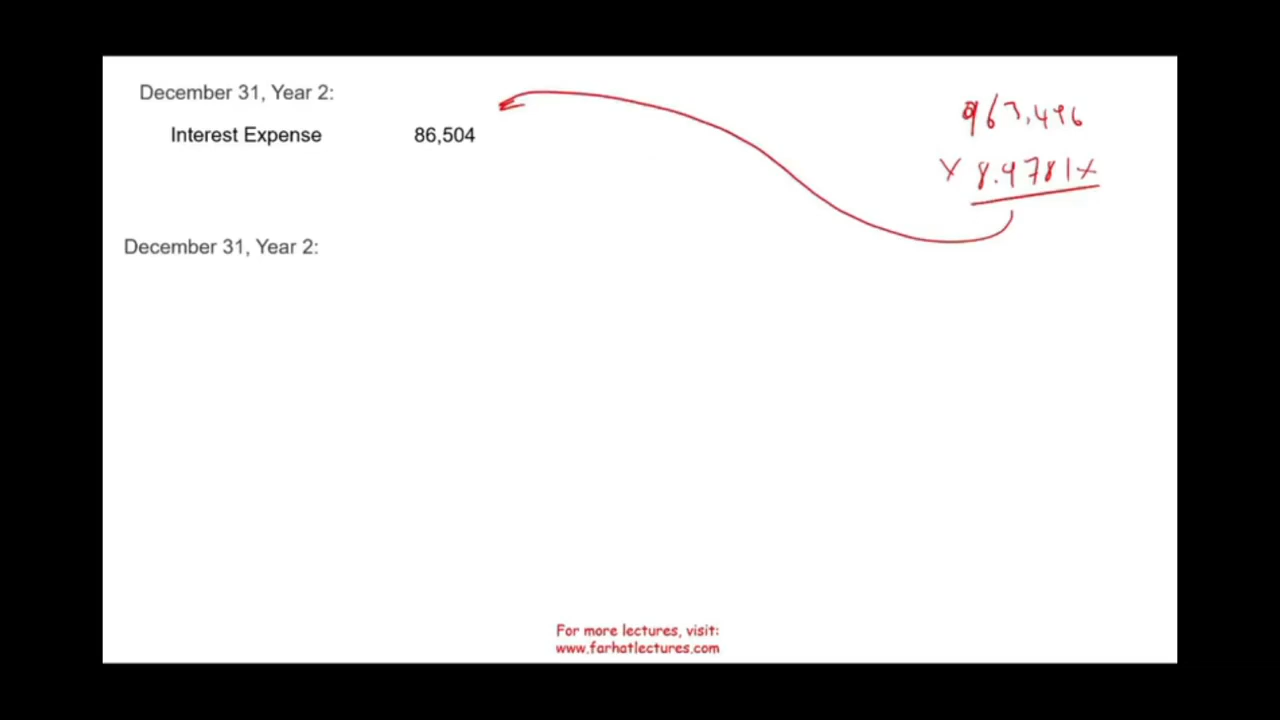 December 31, Year 2:
Interest Expense 86,504
963,496
x 8.9781%
December 31, Year 2:
For more lectures, visit:
www.farhatlectures.com